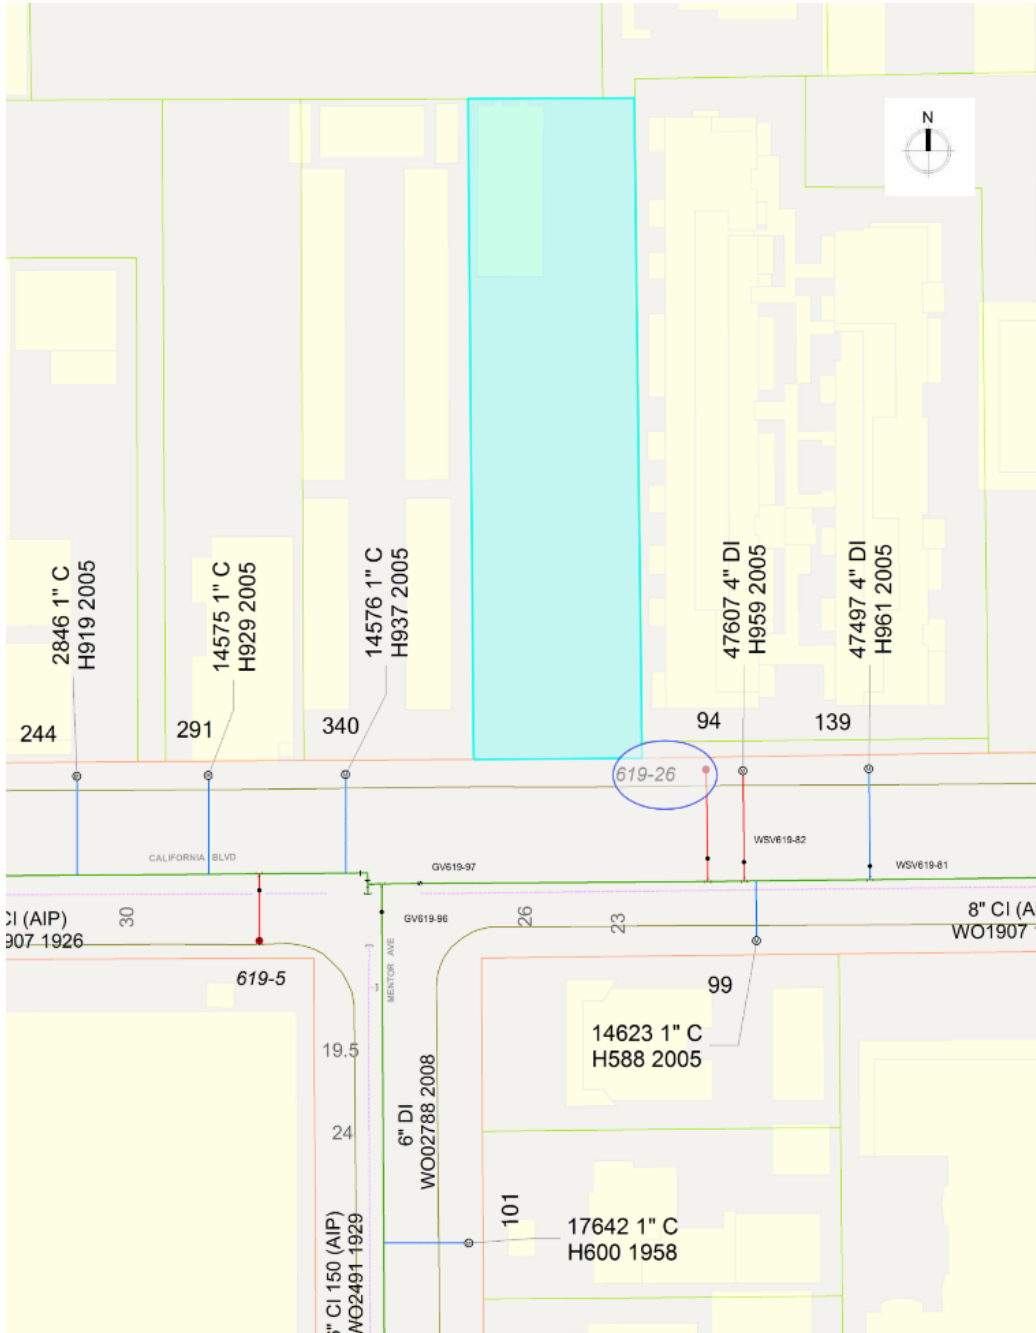 N
2846 1" C
H919 2005
14575 1" C
H929 2005
14576 1" C
H937 2005
47607 4" DI
H959 2005
47497 4" DI
H961 2005
244
291
340
94
139
619-26
CALIFORNIA BLVD
GV619-97
WSV619-82
WSV619-81
CI (AIP)
907 1926
30
GV619-96
26
23
8" CI (A
WO1907
619-5
MENTOR AVE
99
14623 1" C
H588 2005
19.5
24
6" DI
WO02788 2008
101
17642 1" C
H600 1958
" CI 150 (AIP)
WO2491 1929